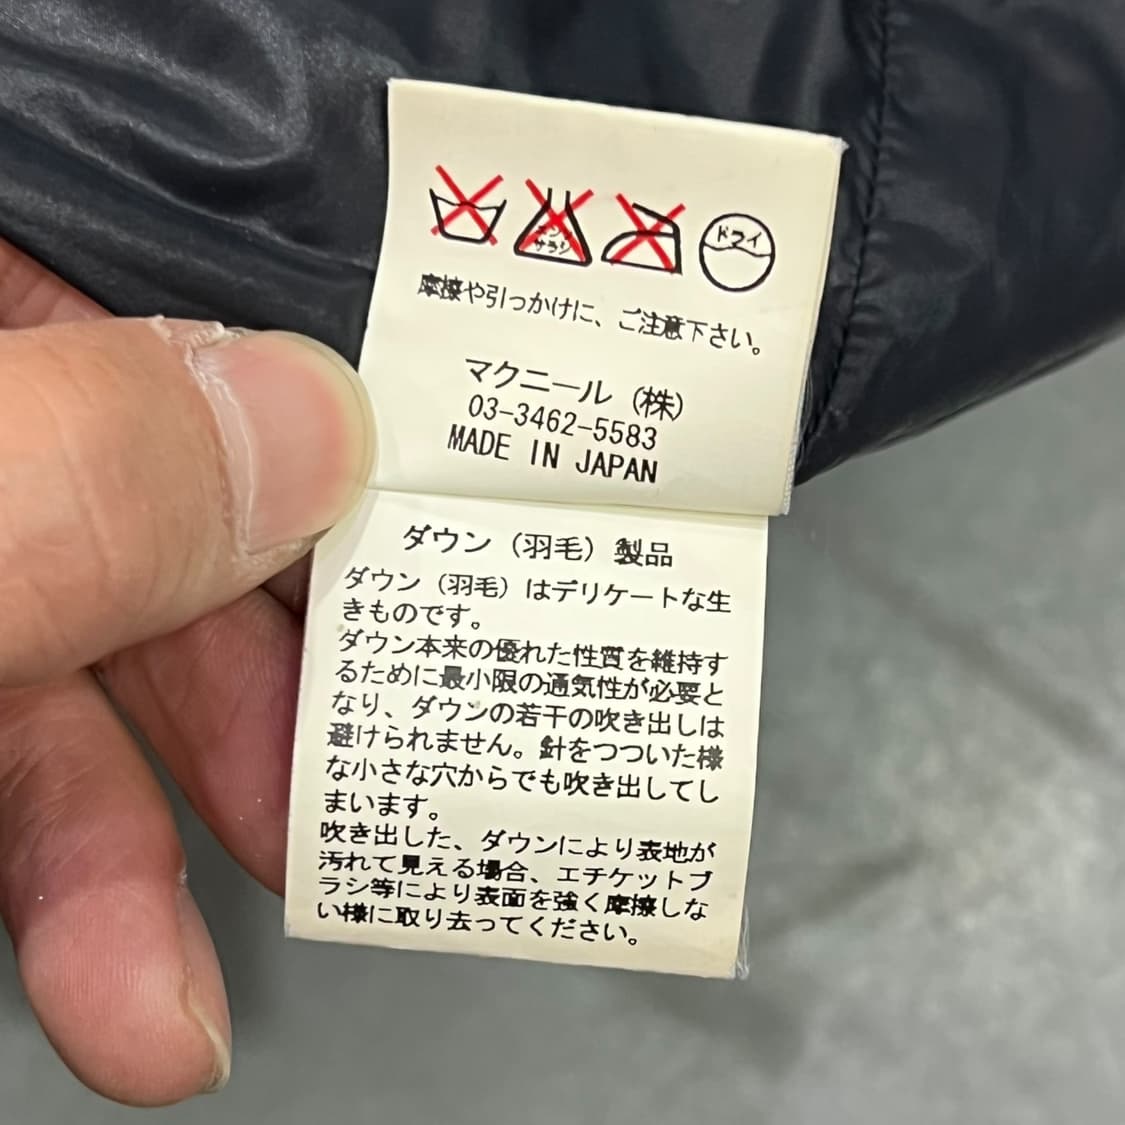 エンソ
サラシ
ドライ
摩擦や引っかけに、ご注意下さい。
マクニール（株）
03-3462-5583
MADE IN JAPAN
ダウン（羽毛）製品
ダウン（羽毛）はデリケートな生
きものです。
ダウン本来の優れた性質を維持す
るために最小限の通気性が必要と
なり、ダウンの若干の吹き出しは
避けられません。針をつついた様
な小さな穴からでも吹き出してし
まいます。
吹き出した、ダウンにより表地が
汚れて見える場合、エチケットブ
ラシ等により表面を強く摩擦しな
い様に取り去ってください。